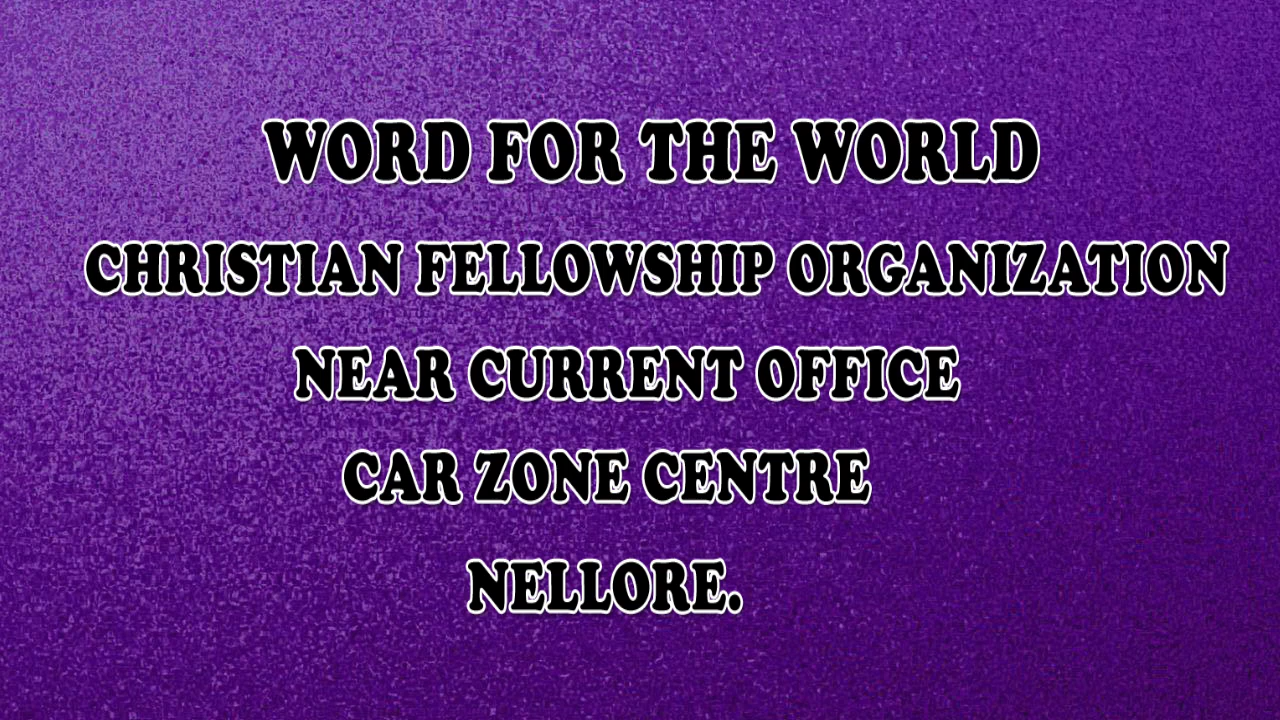 WORD FOR THE WORLD
CHRISTIAN FELLOWSHIP ORGANIZATION
NEAR CURRENT OFFICE
CAR ZONE CENTRE
NELLORE.